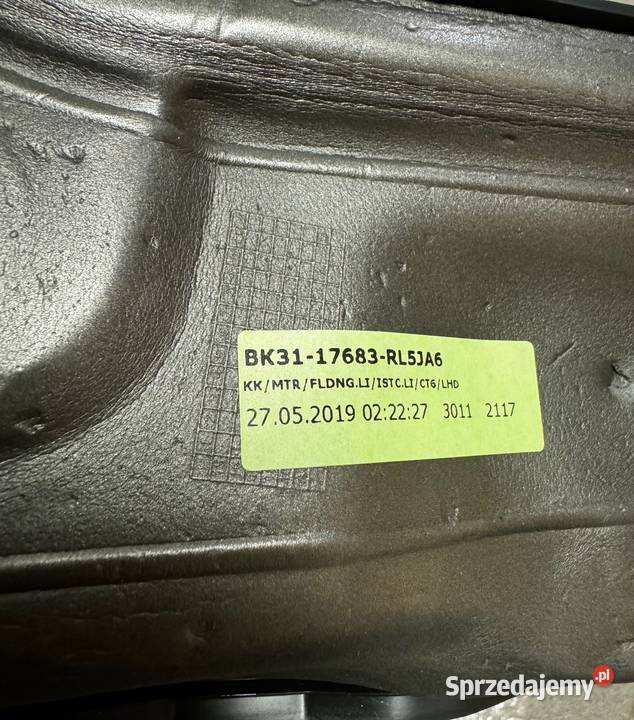 BK31-17683-RL5JA6
KK/MTR/FLDNG.LI/ISTC.LI/CT6/LHD
27.05.2019 02:22:27 3011 2117
Sprzedajemy.pl